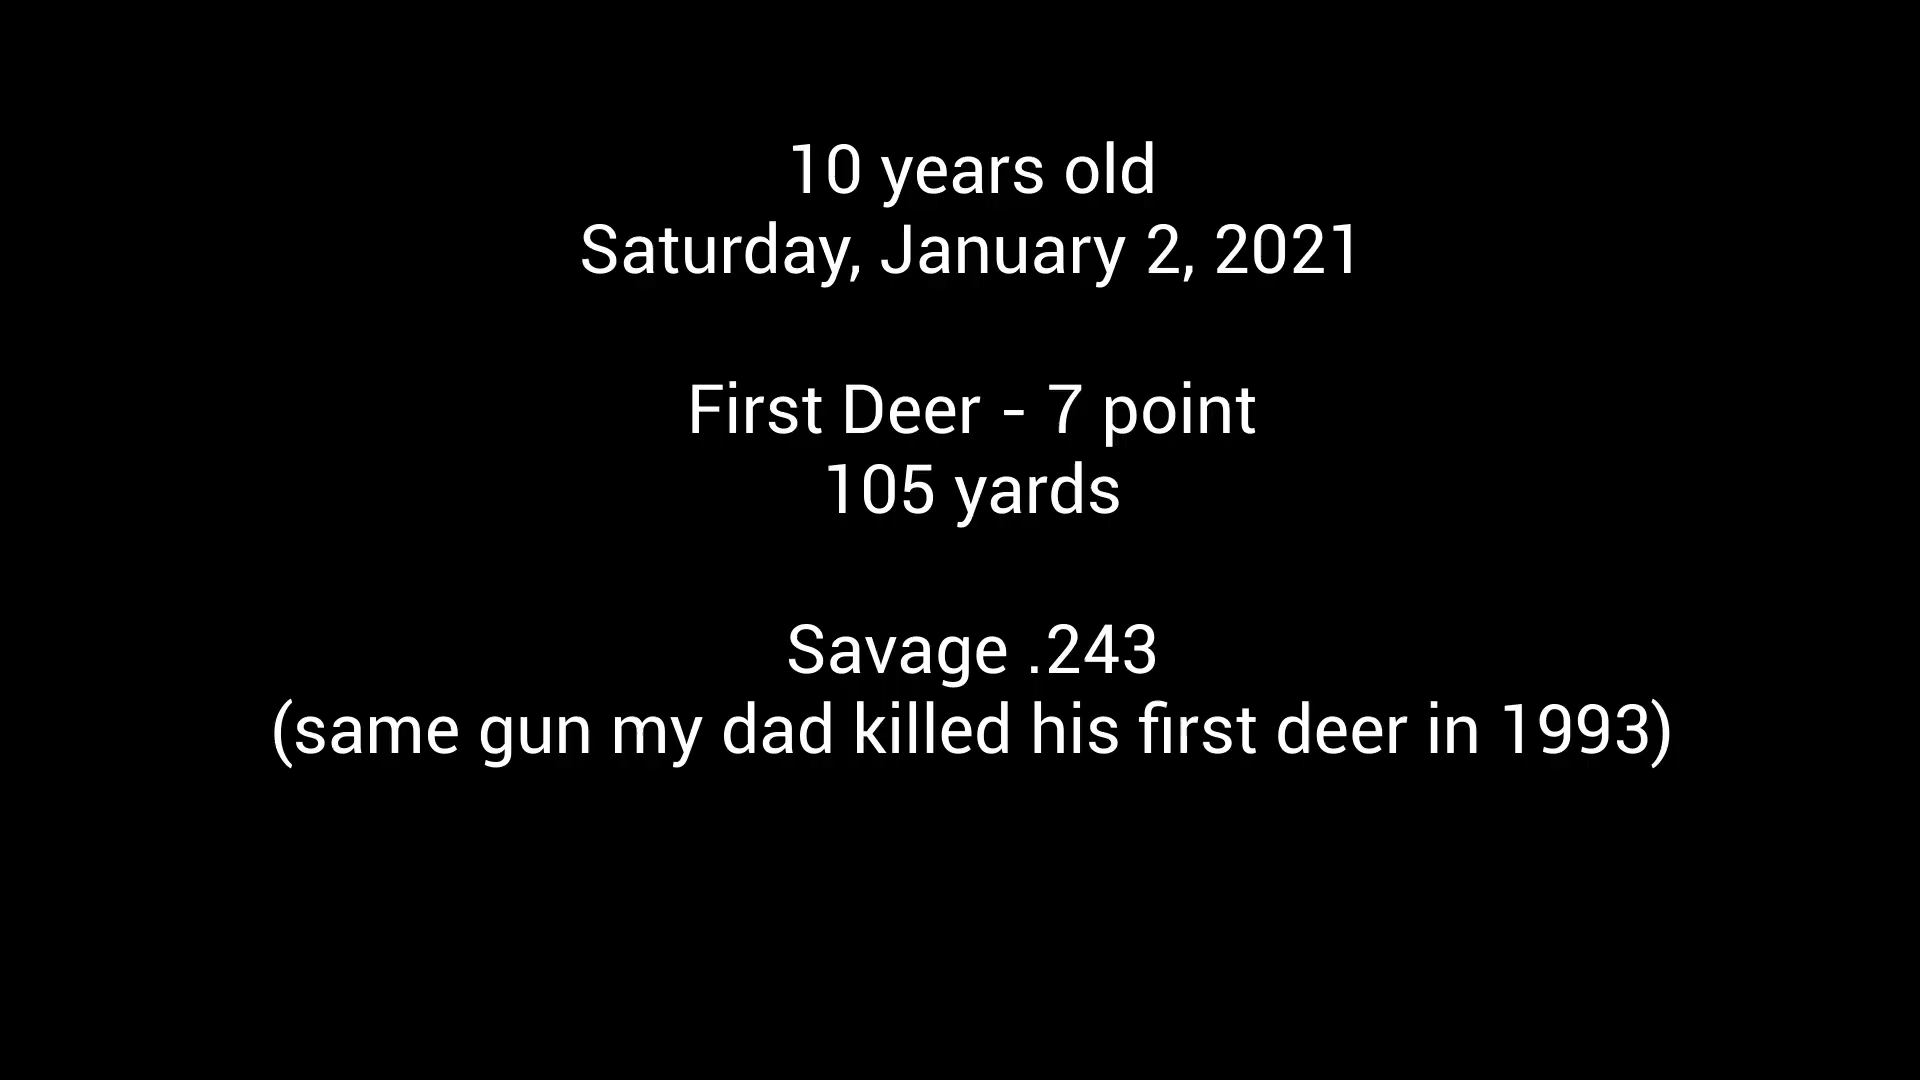 10 years old
Saturday, January 2, 2021
First Deer - 7 point
105 yards
Savage .243
(same gun my dad killed his first deer in 1993)